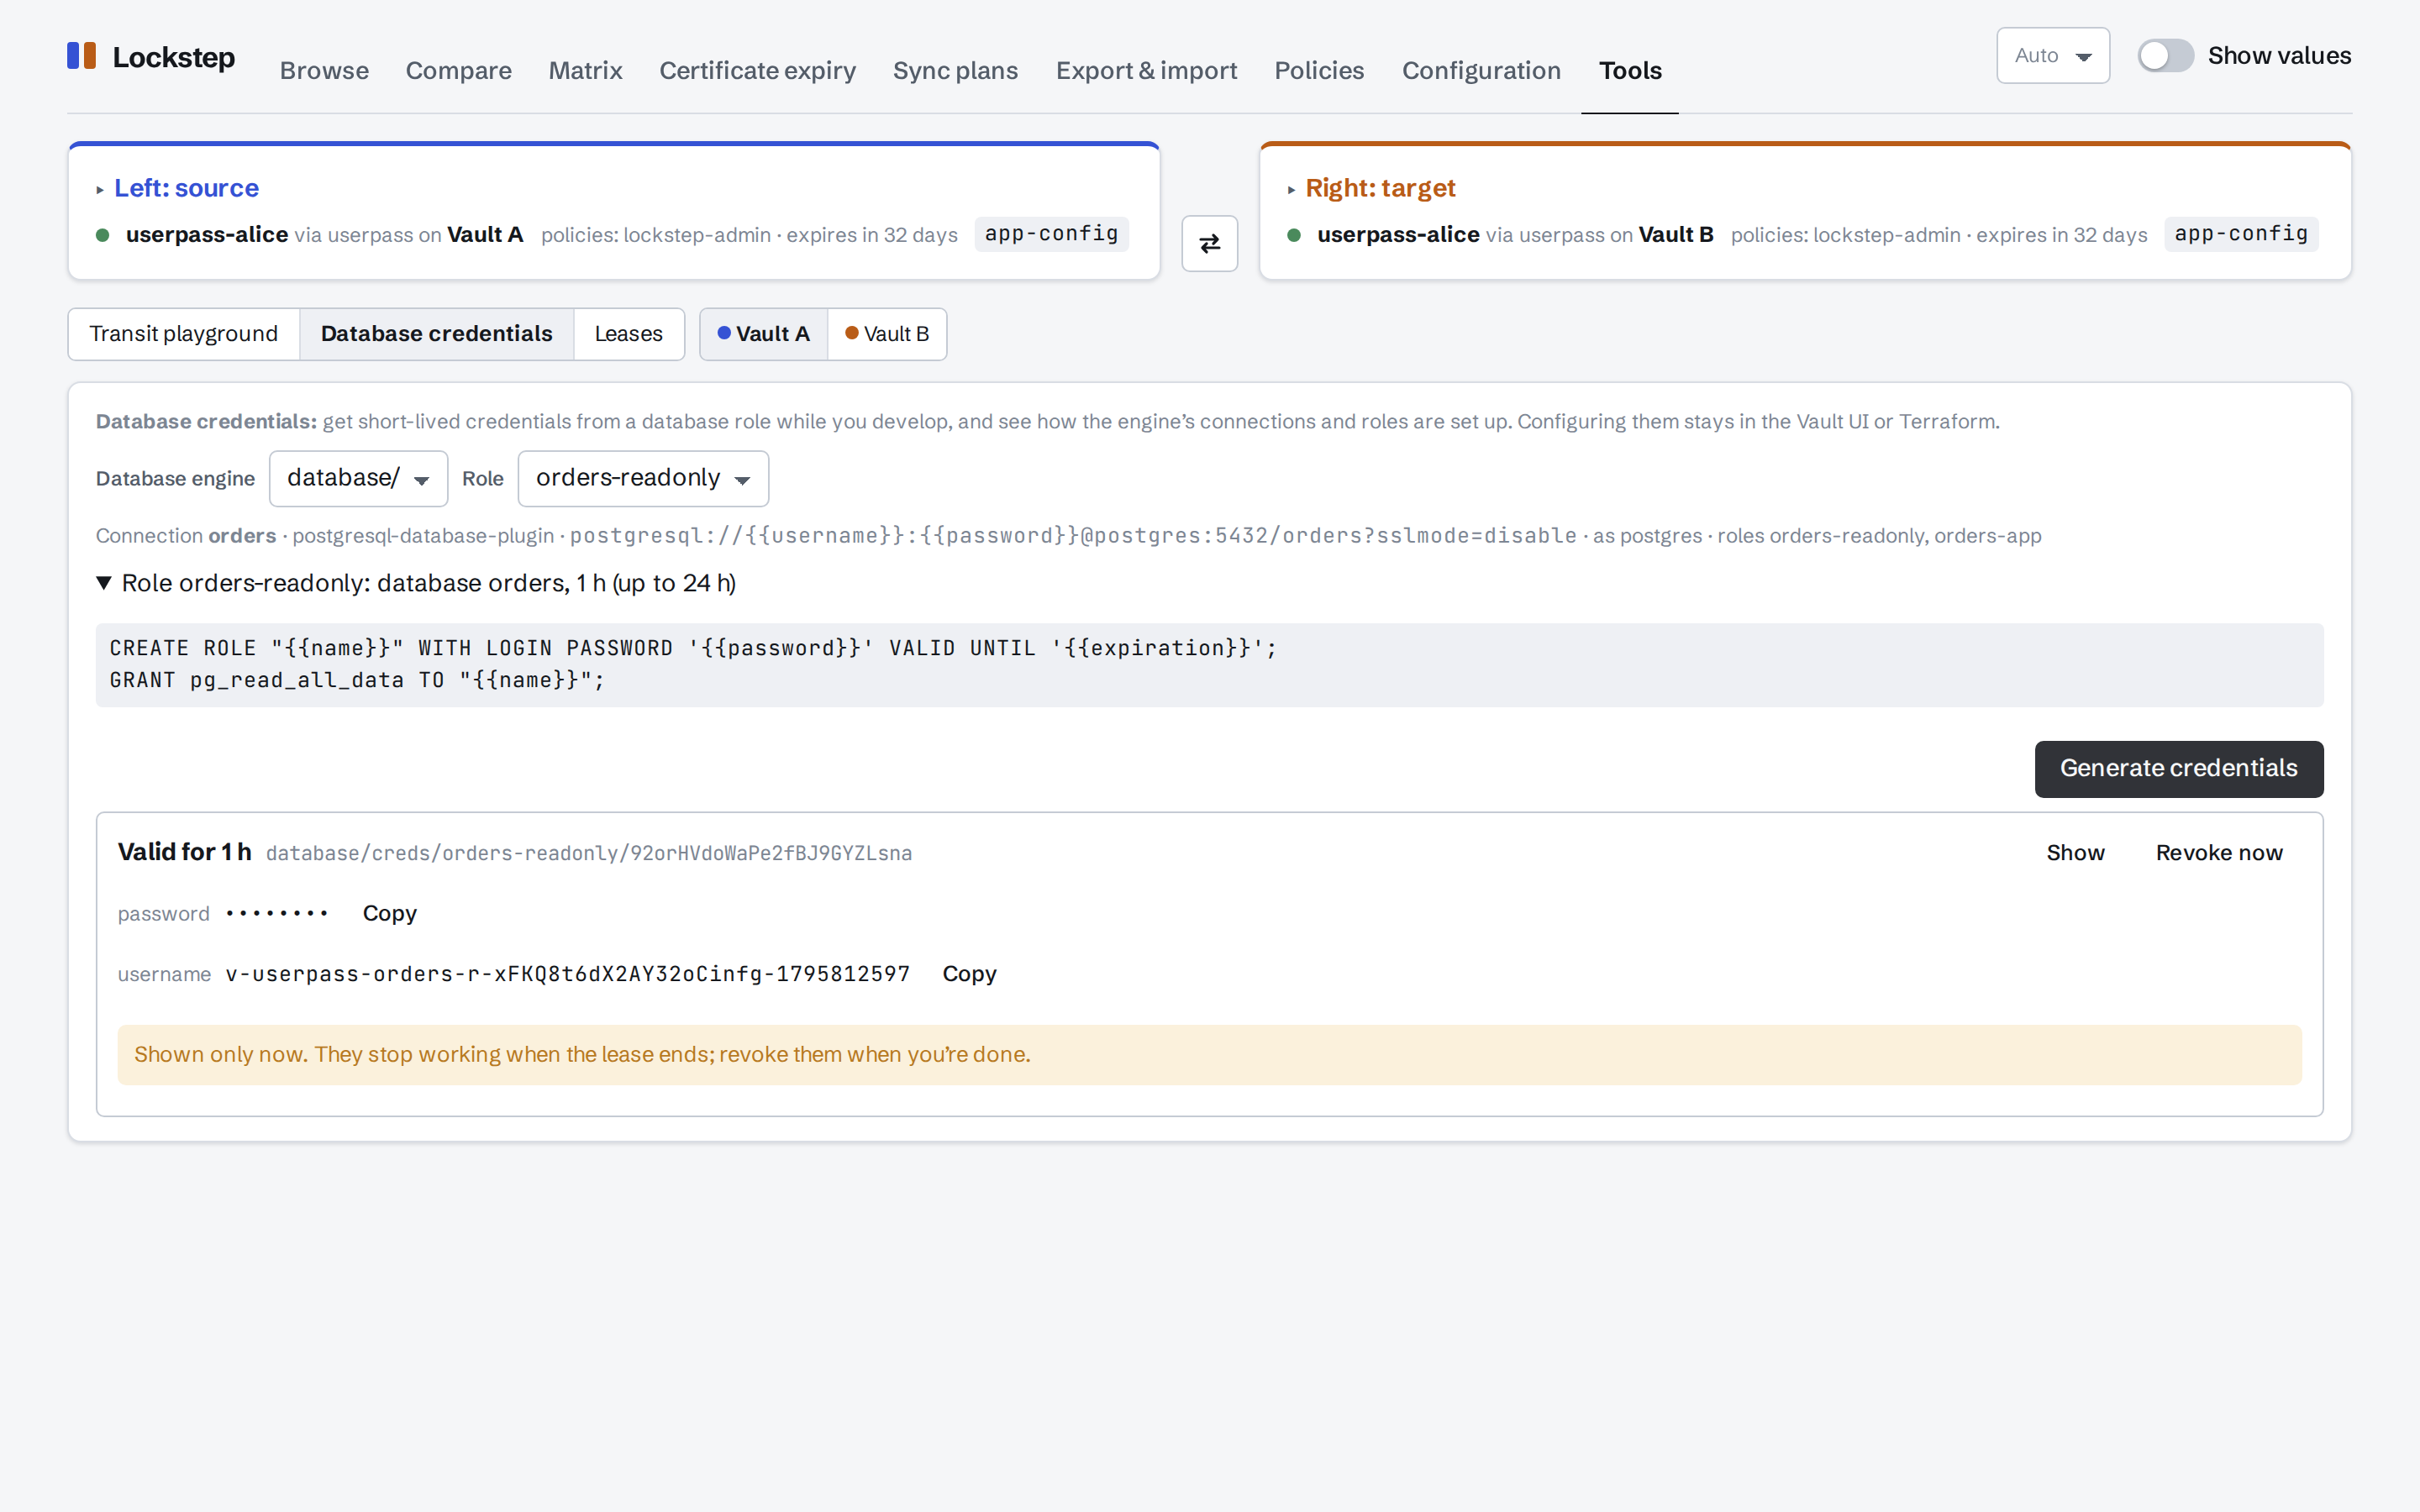 Lockstep
Browse
Compare
Matrix
Certificate expiry
Sync plans
Export & import
Policies
Configuration
Tools
Auto
Show values
Left: source
userpass-alice via userpass on Vault A policies: lockstep-admin · expires in 32 days app-config
Right: target
userpass-alice via userpass on Vault B policies: lockstep-admin · expires in 32 days app-config
Transit playground
Database credentials
Leases
Vault A
Vault B
Database credentials: get short-lived credentials from a database role while you develop, and see how the engine’s connections and roles are set up. Configuring them stays in the Vault UI or Terraform.
Database engine database/ Role orders-readonly
Connection orders · postgresql-database-plugin · postgresql://{{username}}:{{password}}@postgres:5432/orders?sslmode=disable · as postgres · roles orders-readonly, orders-app
Role orders-readonly: database orders, 1 h (up to 24 h)
CREATE ROLE "{{name}}" WITH LOGIN PASSWORD '{{password}}' VALID UNTIL '{{expiration}}';
GRANT pg_read_all_data TO "{{name}}";
Generate credentials
Valid for 1 h database/creds/orders-readonly/92orHVdoWaPe2fBJ9GYZLsna
Show
Revoke now
password •••••••• Copy
username v-userpass-orders-r-xFKQ8t6dX2AY32oCinfg-1795812597 Copy
Shown only now. They stop working when the lease ends; revoke them when you’re done.